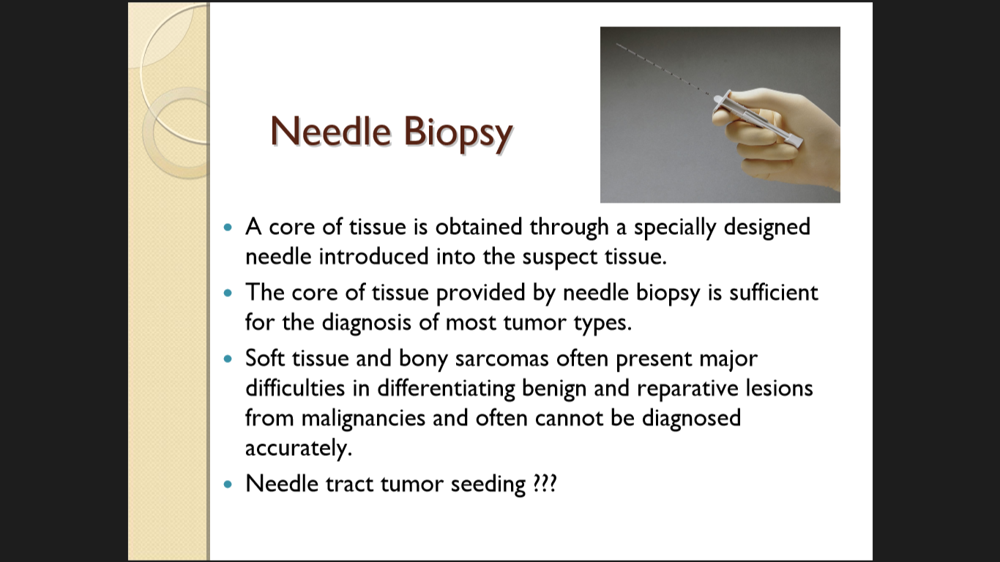 Needle Biopsy
• A core of tissue is obtained through a specially designed
needle introduced into the suspect tissue.
• The core of tissue provided by needle biopsy is sufficient
for the diagnosis of most tumor types.
• Soft tissue and bony sarcomas often present major
difficulties in differentiating benign and reparative lesions
from malignancies and often cannot be diagnosed
accurately.
• Needle tract tumor seeding ???